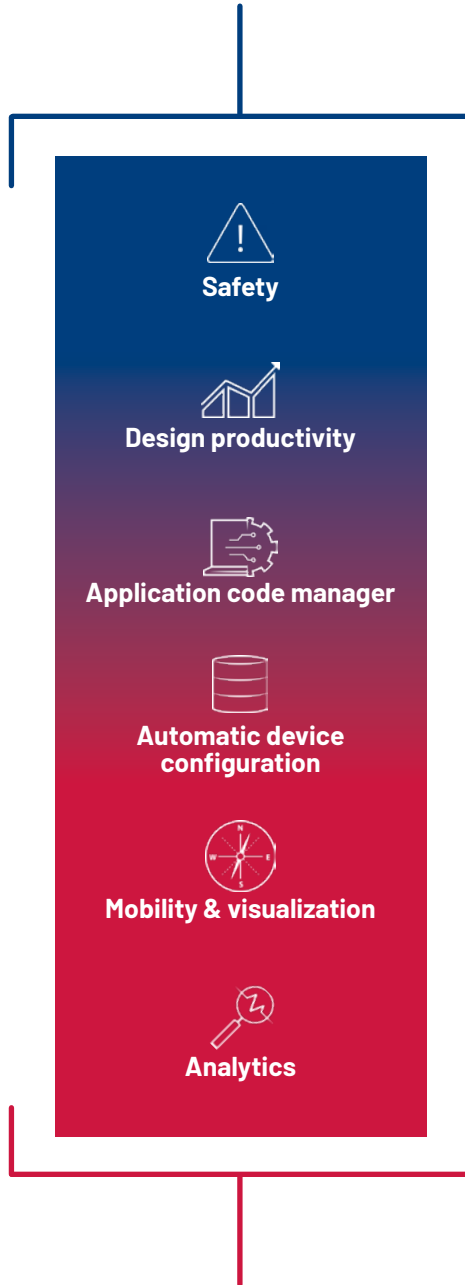 !
Safety
Design productivity
Application code manager
Automatic device
configuration
N
W E
S
Mobility & visualization
Analytics